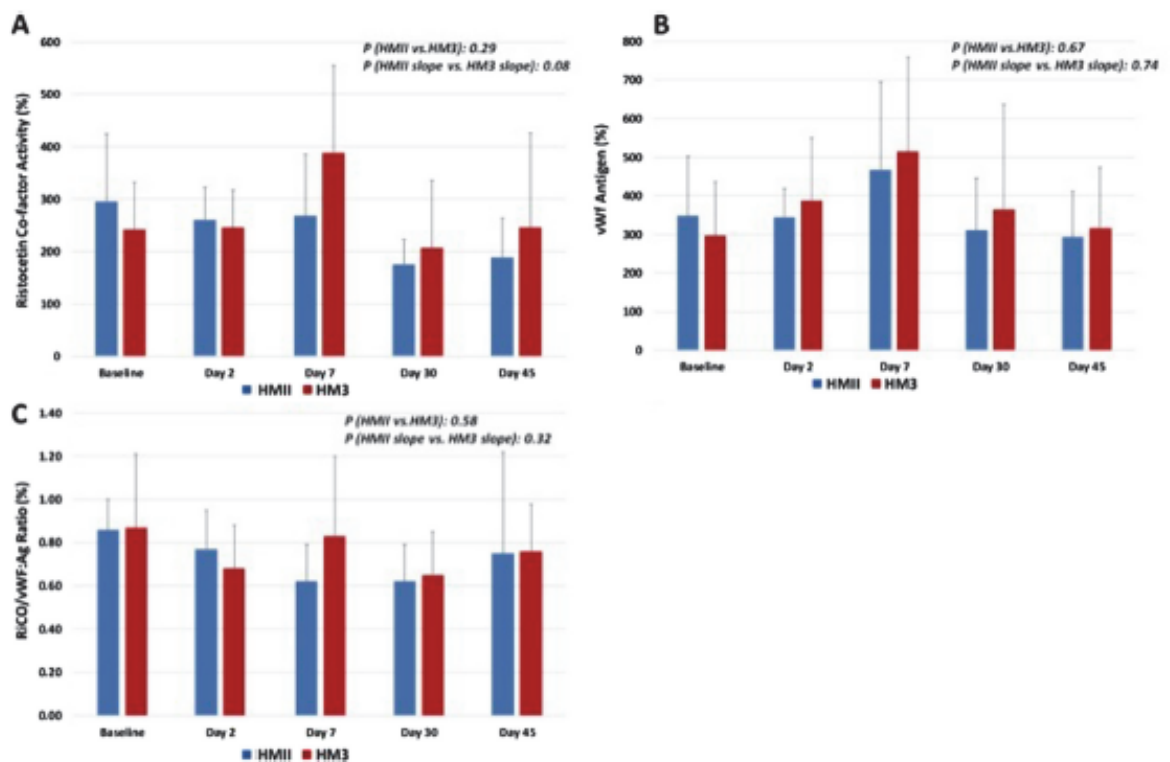 A
P (HMII vs.HM3): 0.29
P (HMII slope vs. HM3 slope): 0.08
Ristocetin Co-factor Activity (%)
600
500
400
300
200
100
0
Baseline Day 2 Day 7 Day 30 Day 45
HMII HM3
B
P (HMII vs.HM3): 0.67
P (HMII slope vs. HM3 slope): 0.74
vWf Antigen (%)
800
700
600
500
400
300
200
100
0
Baseline Day 2 Day 7 Day 30 Day 45
HMII HM3
C
P (HMII vs.HM3): 0.58
P (HMII slope vs. HM3 slope): 0.32
RiCO/vWF:Ag Ratio (%)
1.40
1.20
1.00
0.80
0.60
0.40
0.20
0.00
Baseline Day 2 Day 7 Day 30 Day 45
HMII HM3